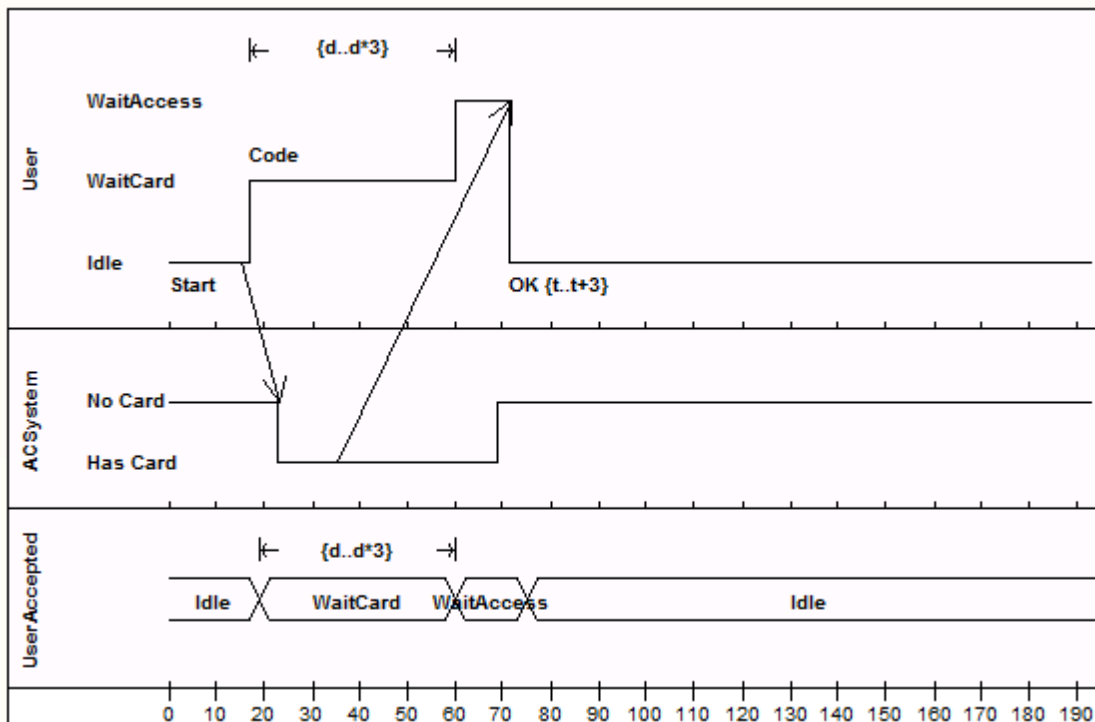 {d..d*3}
WaitAccess
Code
WaitCard
User
Idle
Start
OK {t..t+3}
No Card
ACSystem
Has Card
{d..d*3}
UserAccepted
Idle
WaitCard
WaitAccess
Idle
0 10 20 30 40 50 60 70 80 90 100 110 120 130 140 150 160 170 180 190